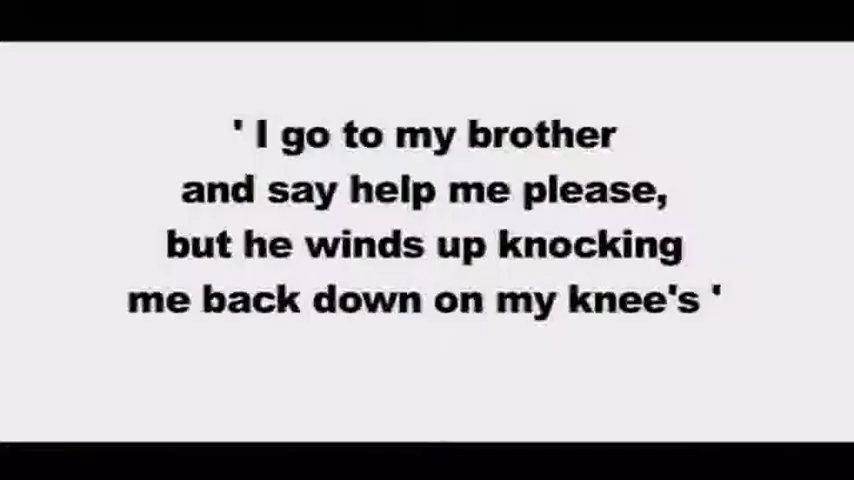 ' I go to my brother
and say help me please,
but he winds up knocking
me back down on my knee's '